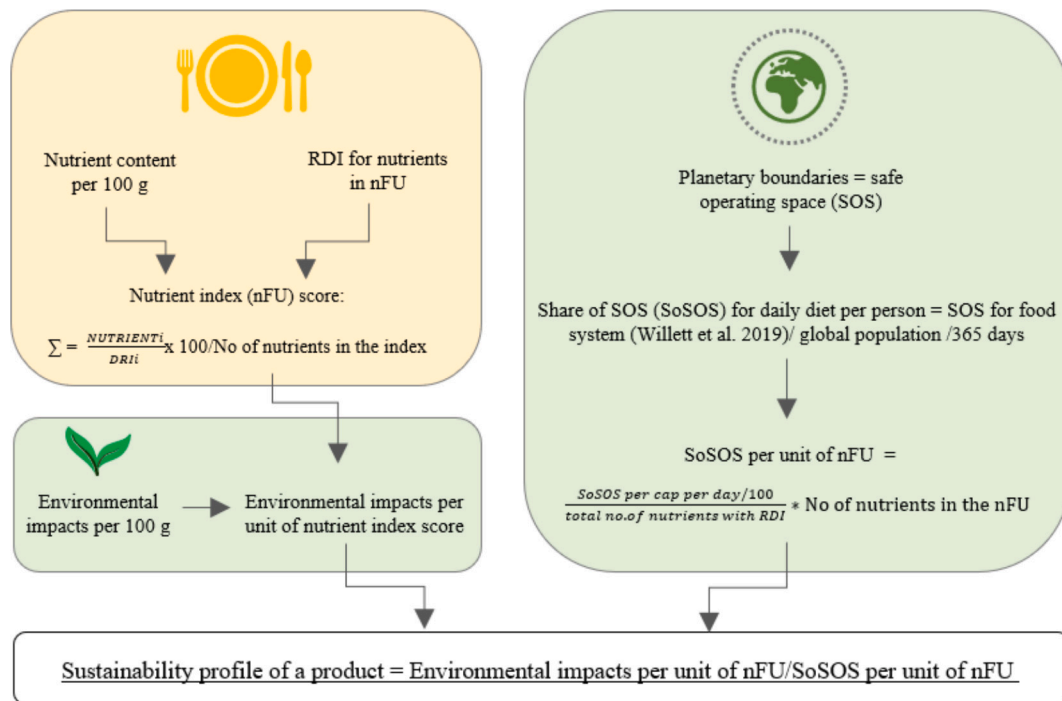 Nutrient content
per 100 g
RDI for nutrients
in nFU
Nutrient index (nFU) score:
∑ = NUTRIENTi/DRIi x 100/No of nutrients in the index
Environmental
impacts per 100 g
Environmental impacts per
unit of nutrient index score
Planetary boundaries = safe
operating space (SOS)
Share of SOS (SoSOS) for daily diet per person = SOS for food
system (Willett et al. 2019)/ global population /365 days
SoSOS per unit of nFU =
SoSOS per cap per day/100
total no.of nutrients with RDI
* No of nutrients in the nFU
Sustainability profile of a product = Environmental impacts per unit of nFU/SoSOS per unit of nFU